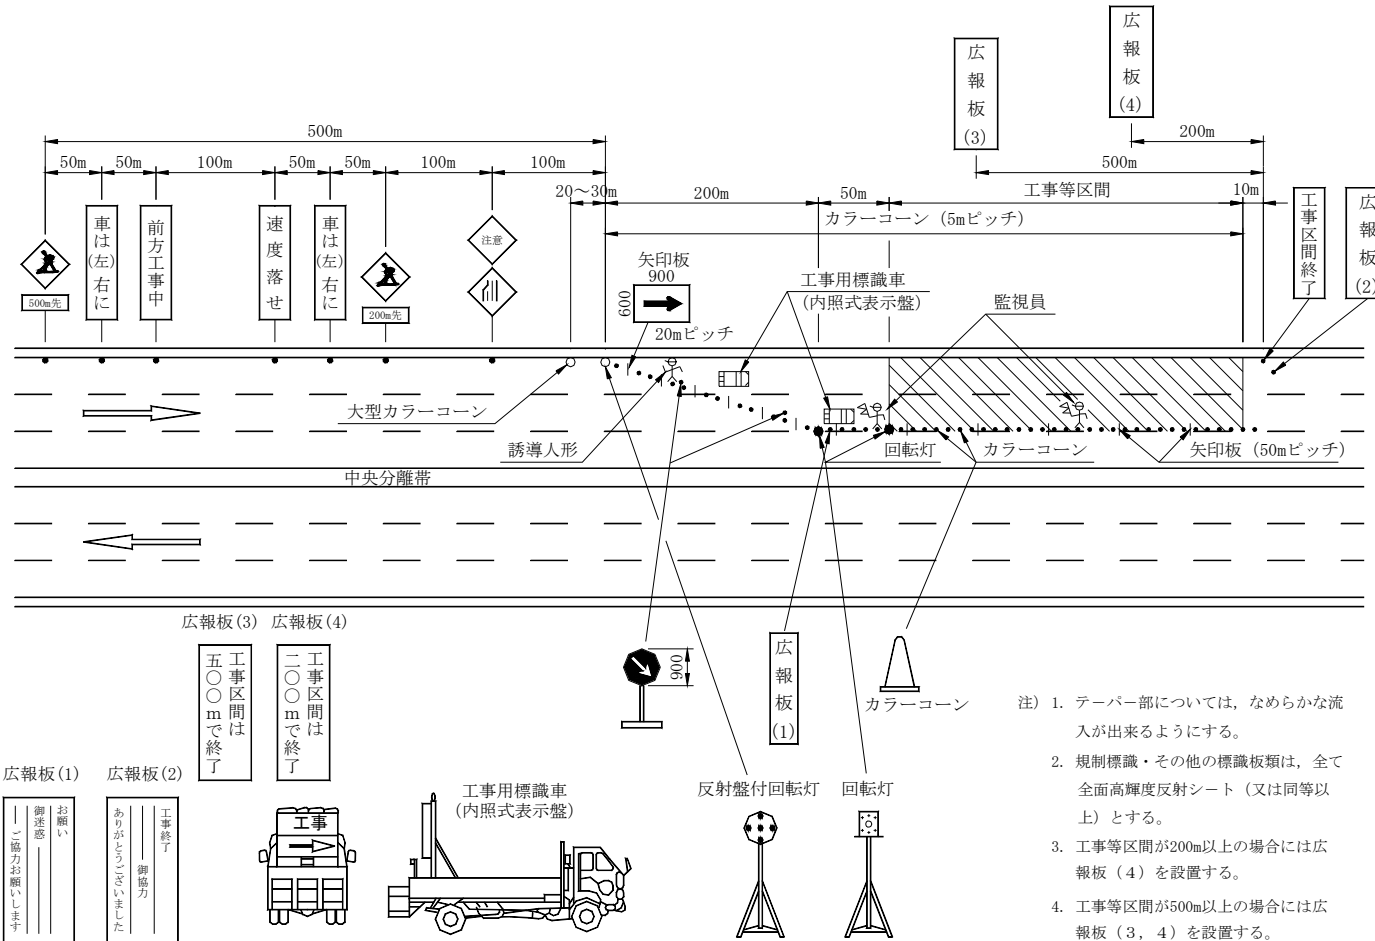 広報板(3)
広報板(4)
500m
200m
500m
50m
50m
100m
50m
50m
100m
100m
20〜30m
200m
50m
工事等区間
10m
カラーコーン（5mピッチ）
500m先
車は(左)右に
前方工事中
速度落せ
車は(左)右に
200m先
注意
矢印板
900
600
20mピッチ
工事用標識車
(内照式表示盤)
監視員
工事区間終了
広報板(2)
大型カラーコーン
誘導人形
回転灯
カラーコーン
矢印板（50mピッチ）
中央分離帯
広報板(3)
広報板(4)
工事区間は
五〇〇mで終了
工事区間は
二〇〇mで終了
900
広報板(1)
カラーコーン
広報板(1)
広報板(2)
お願い
御迷惑
ご協力お願いします
工事終了
御協力
ありがとうございました
工事
工事用標識車
(内照式表示盤)
反射盤付回転灯
回転灯
注）1. テーパー部については，なめらかな流
入が出来るようにする。
2. 規制標識・その他の標識板類は，全て
全面高輝度反射シート（又は同等以
上）とする。
3. 工事等区間が200m以上の場合には広
報板（4）を設置する。
4. 工事等区間が500m以上の場合には広
報板（3，4）を設置する。